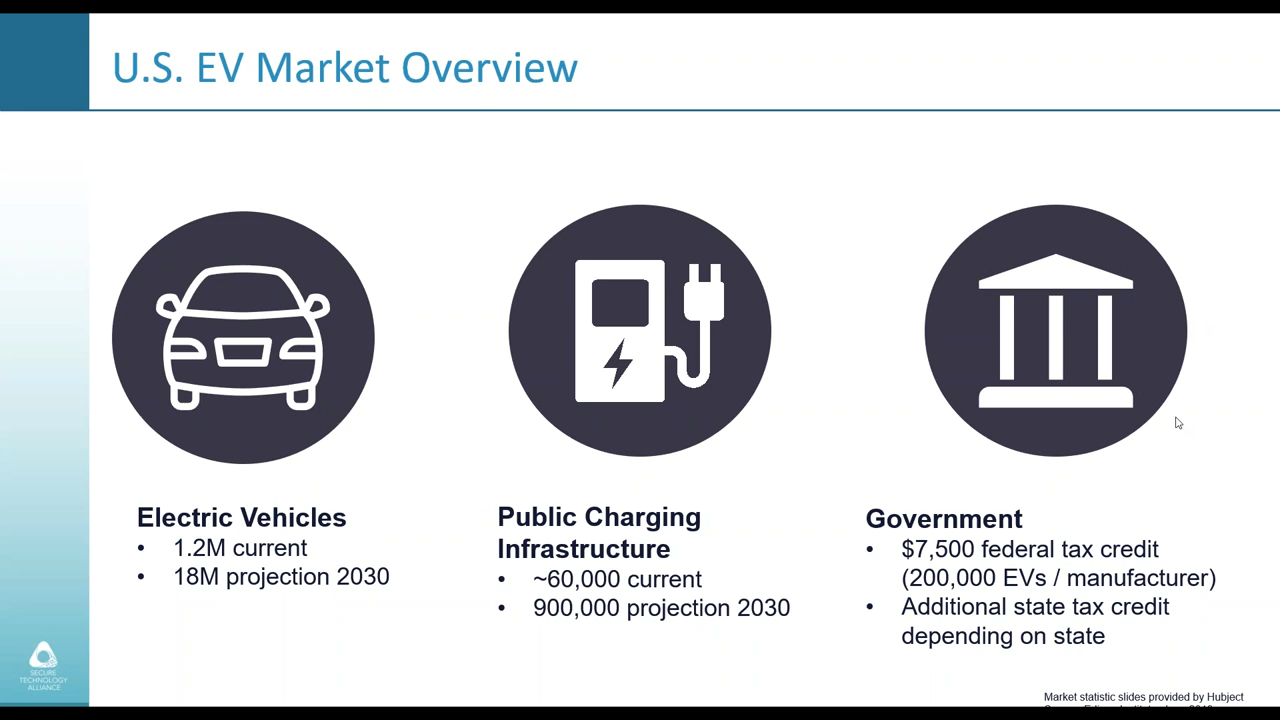 U.S. EV Market Overview
Electric Vehicles
• 1.2M current
• 18M projection 2030
Public Charging
Infrastructure
• ~60,000 current
• 900,000 projection 2030
Government
• $7,500 federal tax credit
(200,000 EVs / manufacturer)
• Additional state tax credit
depending on state
SECURE
TECHNOLOGY
ALLIANCE
Market statistic slides provided by Hubject